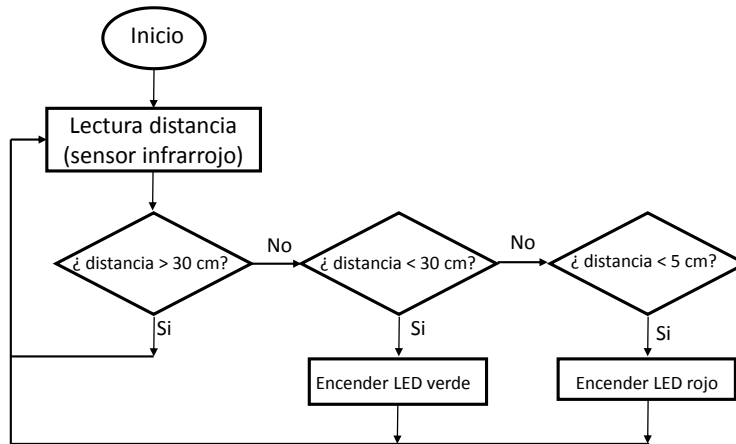 Inicio
Lectura distancia
(sensor infrarrojo)
¿ distancia > 30 cm?
No
¿ distancia < 30 cm?
No
¿ distancia < 5 cm?
Si
Si
Si
Encender LED verde
Encender LED rojo